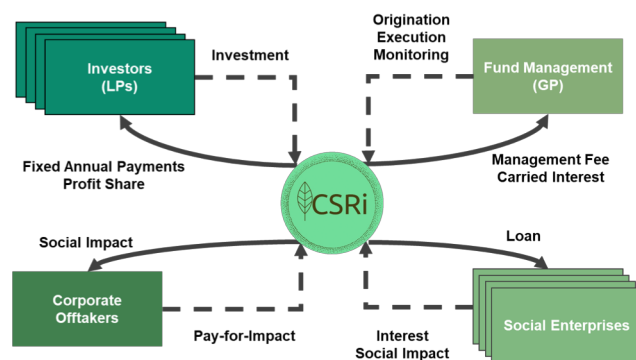 Investors
(LPs)
Investment
Origination
Execution
Monitoring
Fund Management
(GP)
Fixed Annual Payments
Profit Share
Management Fee
Carried Interest
CSRi
Social Impact
Loan
Corporate
Offtakers
Pay-for-Impact
Interest
Social Impact
Social Enterprises